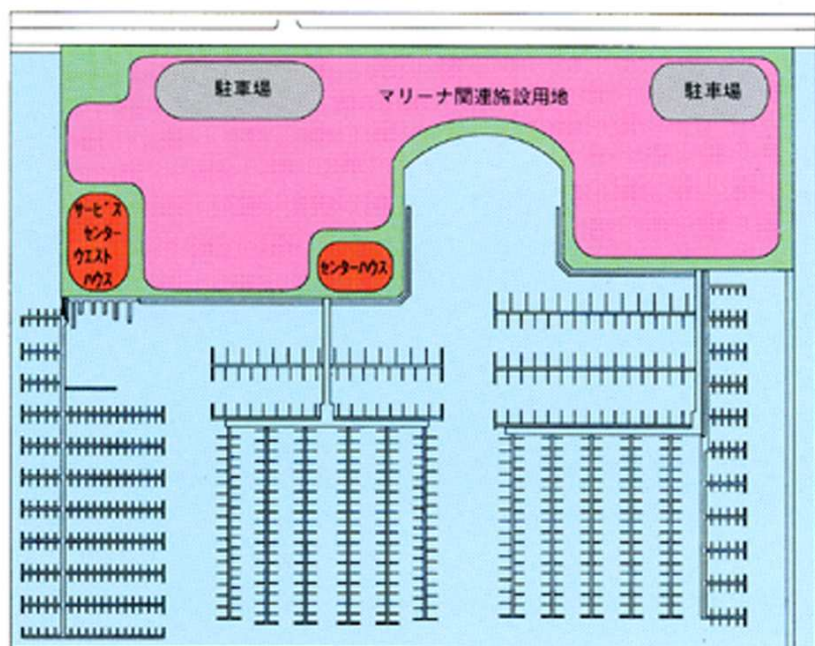 駐車場
マリーナ関連施設用地
駐車場
サービス
センター
ウエスト
ハウス
センターハウス